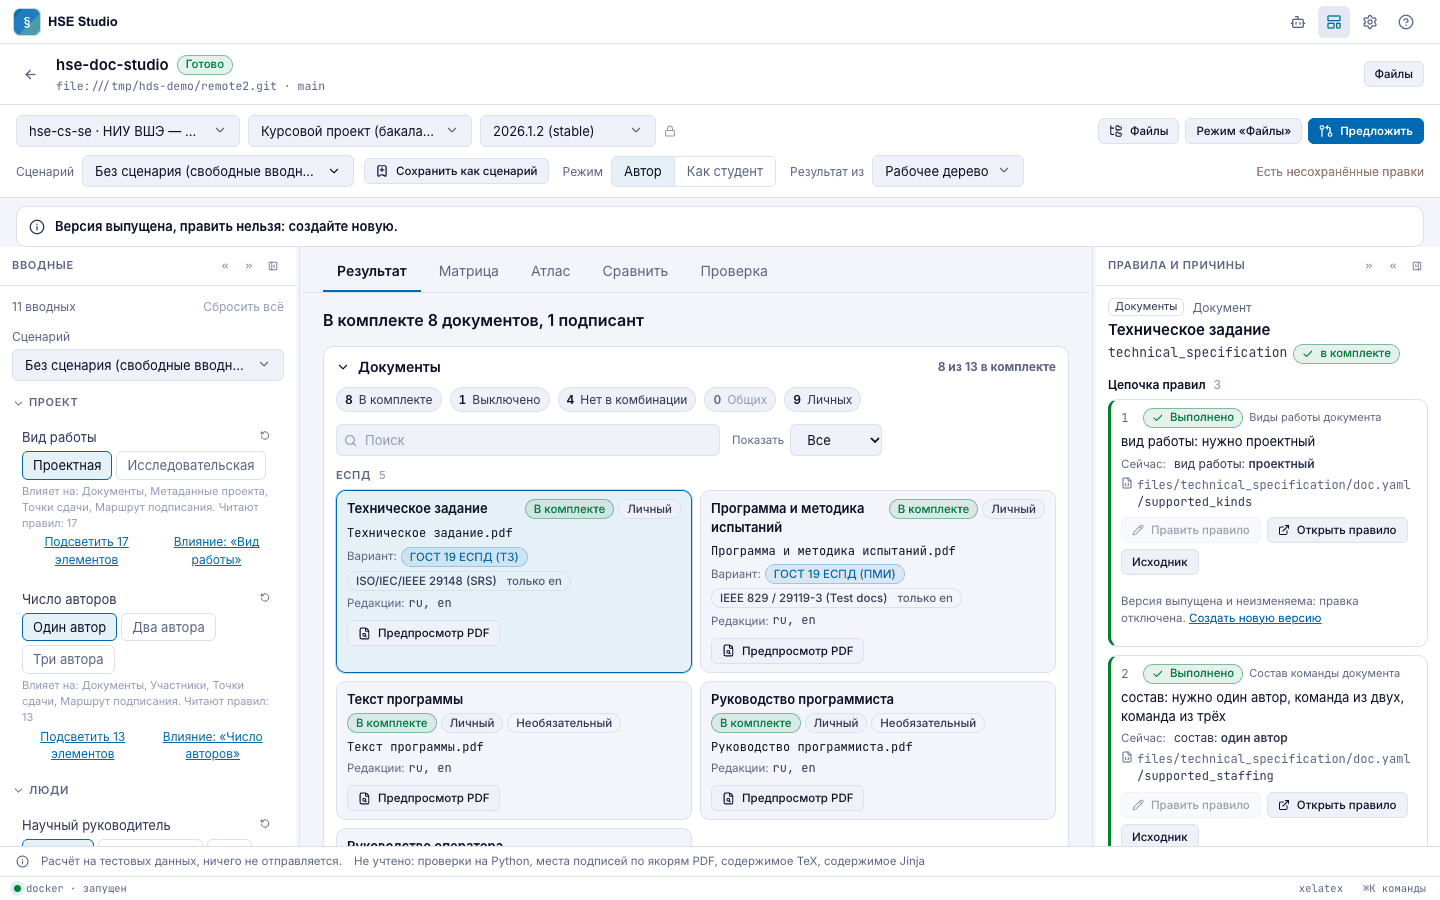 § HSE Studio
hse-doc-studio Готово
file:///tmp/hds-demo/remote2.git · main
Файлы
hse-cs-se · НИУ ВШЭ — ...
Курсовой проект (бакала...
2026.1.2 (stable)
Файлы
Режим «Файлы»
Предложить
Сценарий
Без сценария (свободные вводн...
Сохранить как сценарий
Режим
Автор
Как студент
Результат из
Рабочее дерево
Есть несохранённые правки
Версия выпущена, править нельзя: создайте новую.
ВВОДНЫЕ « »
11 вводных
Сбросить всё
Сценарий
Без сценария (свободные вводн...
ПРОЕКТ
Вид работы
Проектная
Исследовательская
Влияет на: Документы, Метаданные проекта,
Точки сдачи, Маршрут подписания. Читают
правил: 17
Подсветить 17
элементов
Влияние: «Вид
работы»
Число авторов
Один автор
Два автора
Три автора
Влияет на: Документы, Участники, Точки
сдачи, Маршрут подписания. Читают правил:
13
Подсветить 13
элементов
Влияние: «Число
авторов»
ЛЮДИ
Научный руководитель
Результат
Матрица
Атлас
Сравнить
Проверка
В комплекте 8 документов, 1 подписант
Документы
8 из 13 в комплекте
8 В комплекте
1 Выключено
4 Нет в комбинации
0 Общих
9 Личных
Поиск
Показать
Все
ЕСПД 5
Техническое задание
В комплекте
Личный
Техническое задание.pdf
Вариант: ГОСТ 19 ЕСПД (ТЗ)
ISO/IEC/IEEE 29148 (SRS) только en
Редакции: ru, en
Предпросмотр PDF
Программа и методика
испытаний
В комплекте
Личный
Программа и методика испытаний.pdf
Вариант: ГОСТ 19 ЕСПД (ПМИ)
IEEE 829 / 29119-3 (Test docs) только en
Редакции: ru, en
Предпросмотр PDF
Текст программы
В комплекте
Личный
Необязательный
Текст программы.pdf
Редакции: ru, en
Предпросмотр PDF
Руководство программиста
В комплекте
Личный
Необязательный
Руководство программиста.pdf
Редакции: ru, en
Предпросмотр PDF
Руководство оператора
ПРАВИЛА И ПРИЧИНЫ » «
Документы Документ
Техническое задание
technical_specification в комплекте
Цепочка правил 3
1 Выполнено Виды работы документа
вид работы: нужно проектный
Сейчас: вид работы: проектный
files/technical_specification/doc.yaml
/supported_kinds
Править правило
Открыть правило
Исходник
Версия выпущена и неизменяема: правка
отключена. Создать новую версию
2 Выполнено Состав команды документа
состав: нужно один автор, команда из двух,
команда из трёх
Сейчас: состав: один автор
files/technical_specification/doc.yaml
/supported_staffing
Править правило
Открыть правило
Исходник
Расчёт на тестовых данных, ничего не отправляется. Не учтено: проверки на Python, места подписей по якорям PDF, содержимое TeX, содержимое Jinja
docker · запущен
xelatex
⌘K команды